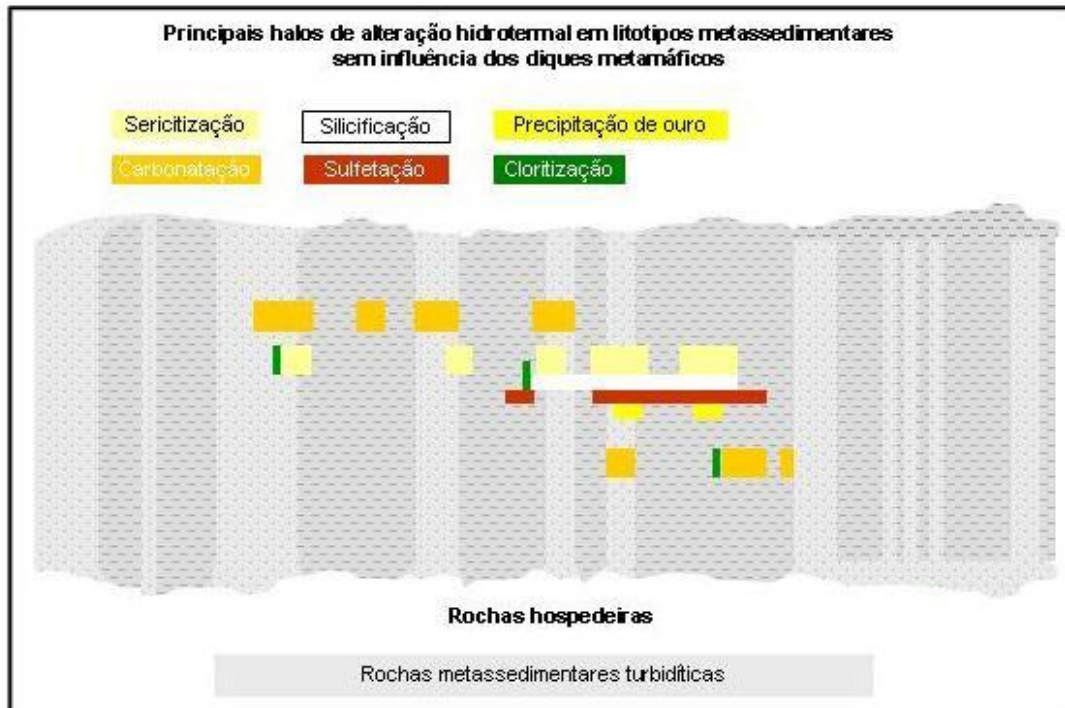 Principais halos de alteração hidrotermal em litotipos metassedimentares
sem influência dos diques metamáficos
Sericitização
Silicificação
Precipitação de ouro
Carbonatação
Sulfetação
Cloritização
Rochas hospedeiras
Rochas metassedimentares turbidíticas